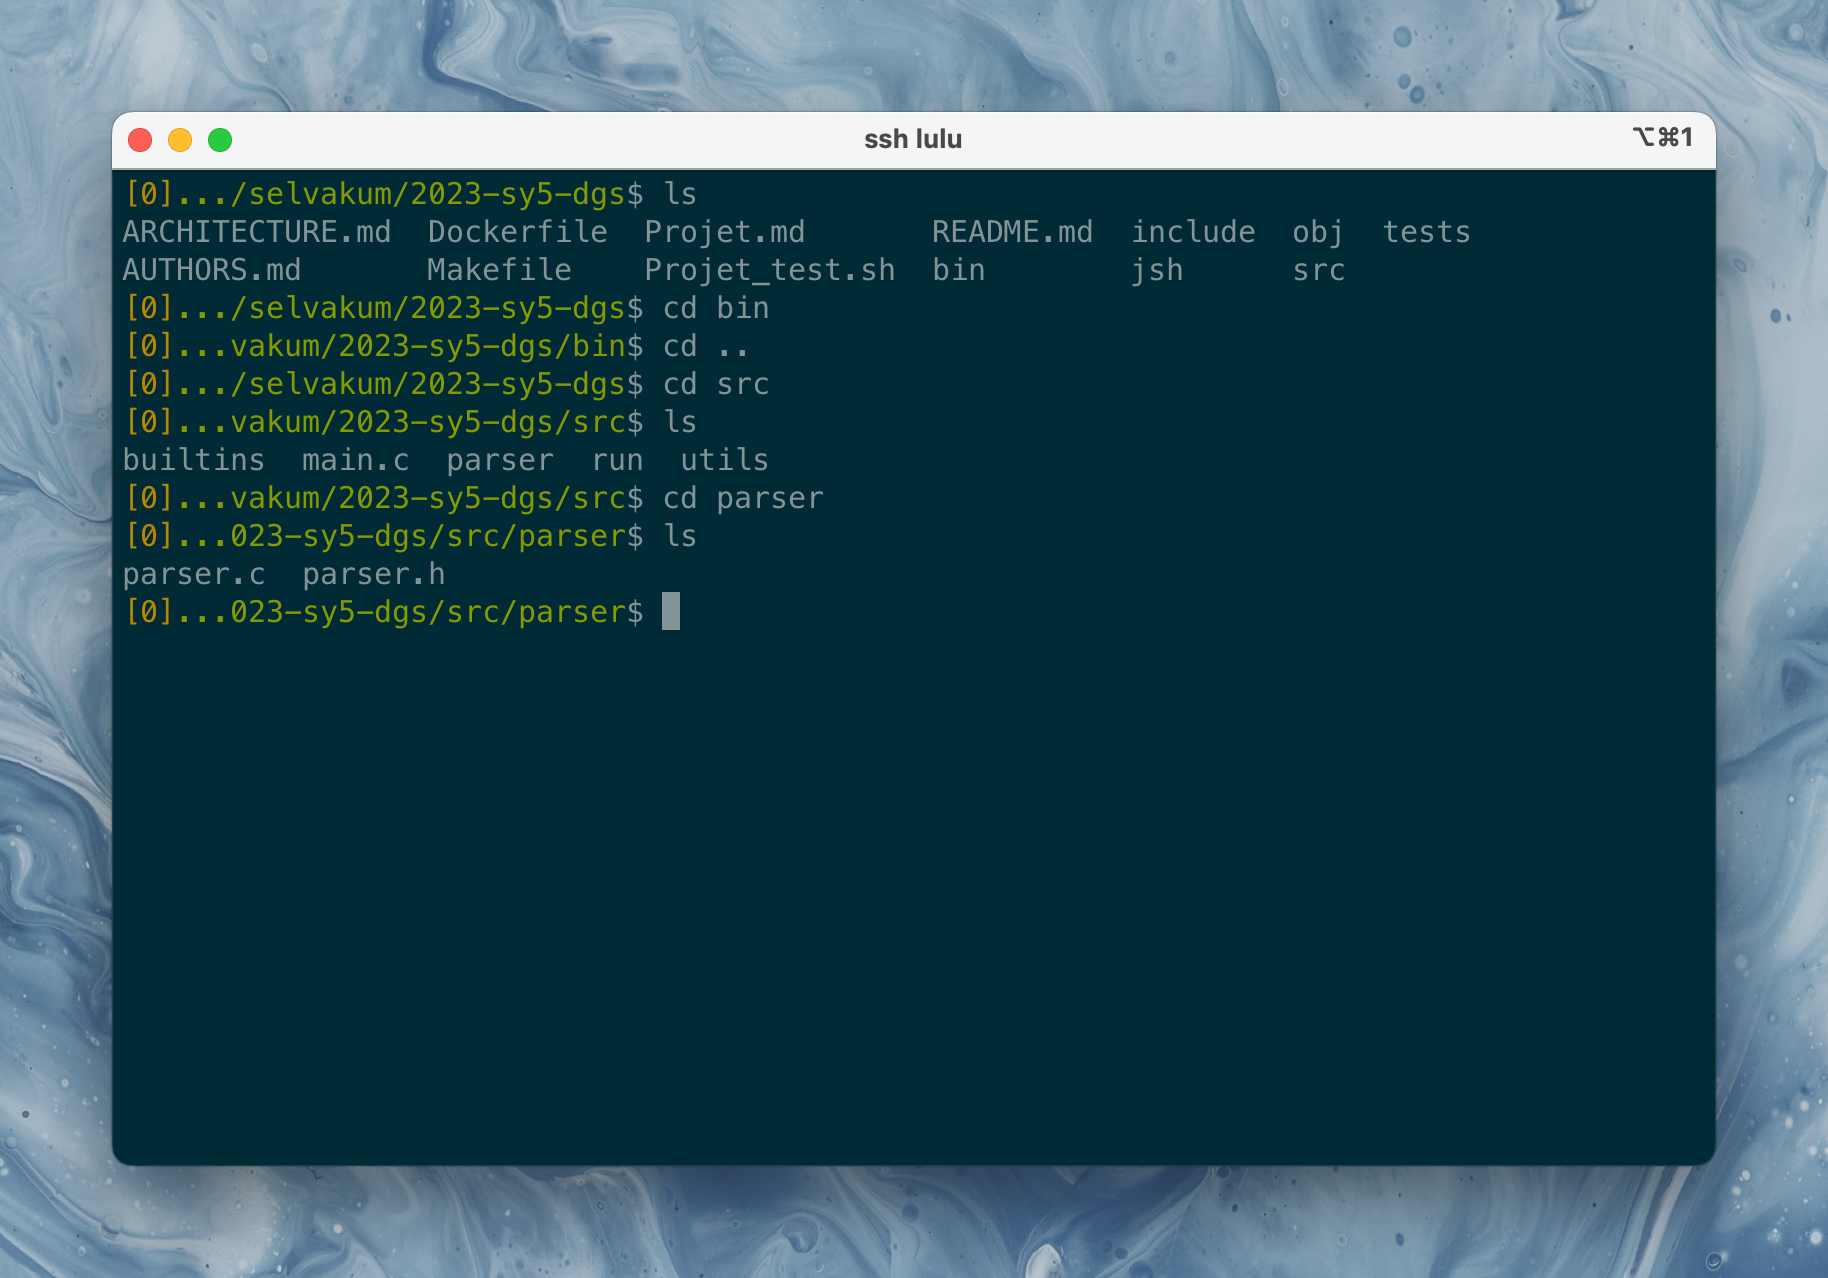 ssh lulu ⌥⌘1
[0].../selvakum/2023-sy5-dgs$ ls
ARCHITECTURE.md  Dockerfile  Projet.md       README.md  include  obj  tests
AUTHORS.md       Makefile    Projet_test.sh  bin        jsh      src
[0].../selvakum/2023-sy5-dgs$ cd bin
[0]...vakum/2023-sy5-dgs/bin$ cd ..
[0].../selvakum/2023-sy5-dgs$ cd src
[0]...vakum/2023-sy5-dgs/src$ ls
builtins  main.c  parser  run  utils
[0]...vakum/2023-sy5-dgs/src$ cd parser
[0]...023-sy5-dgs/src/parser$ ls
parser.c  parser.h
[0]...023-sy5-dgs/src/parser$